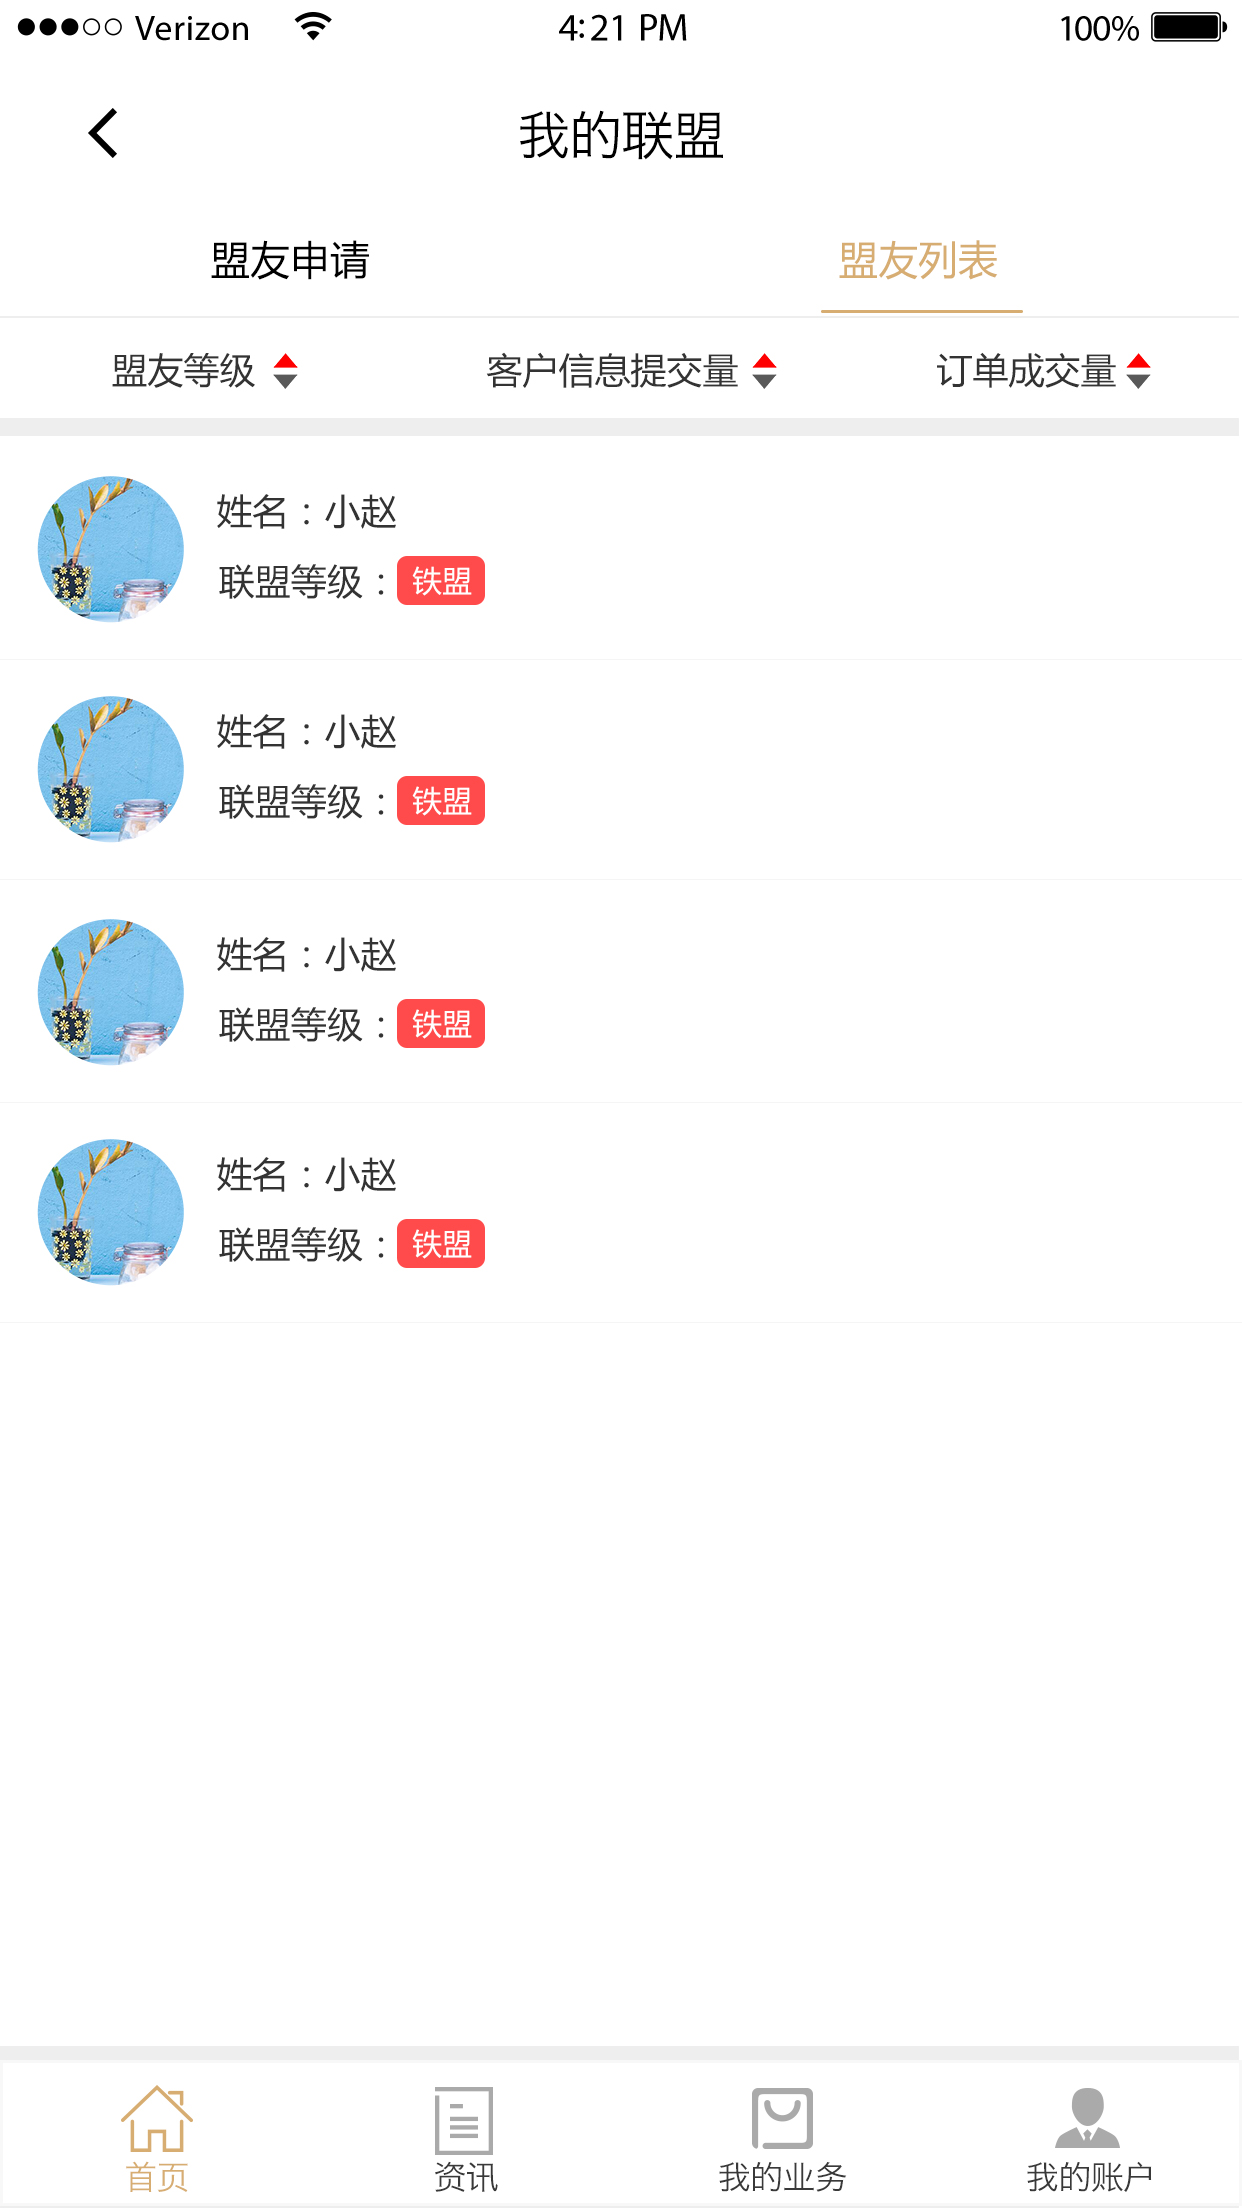 Verizon 4:21 PM 100%
我的联盟
盟友申请 盟友列表
盟友等级 客户信息提交量 订单成交量
姓名：小赵
联盟等级：铁盟
姓名：小赵
联盟等级：铁盟
姓名：小赵
联盟等级：铁盟
姓名：小赵
联盟等级：铁盟
首页 资讯 我的业务 我的账户